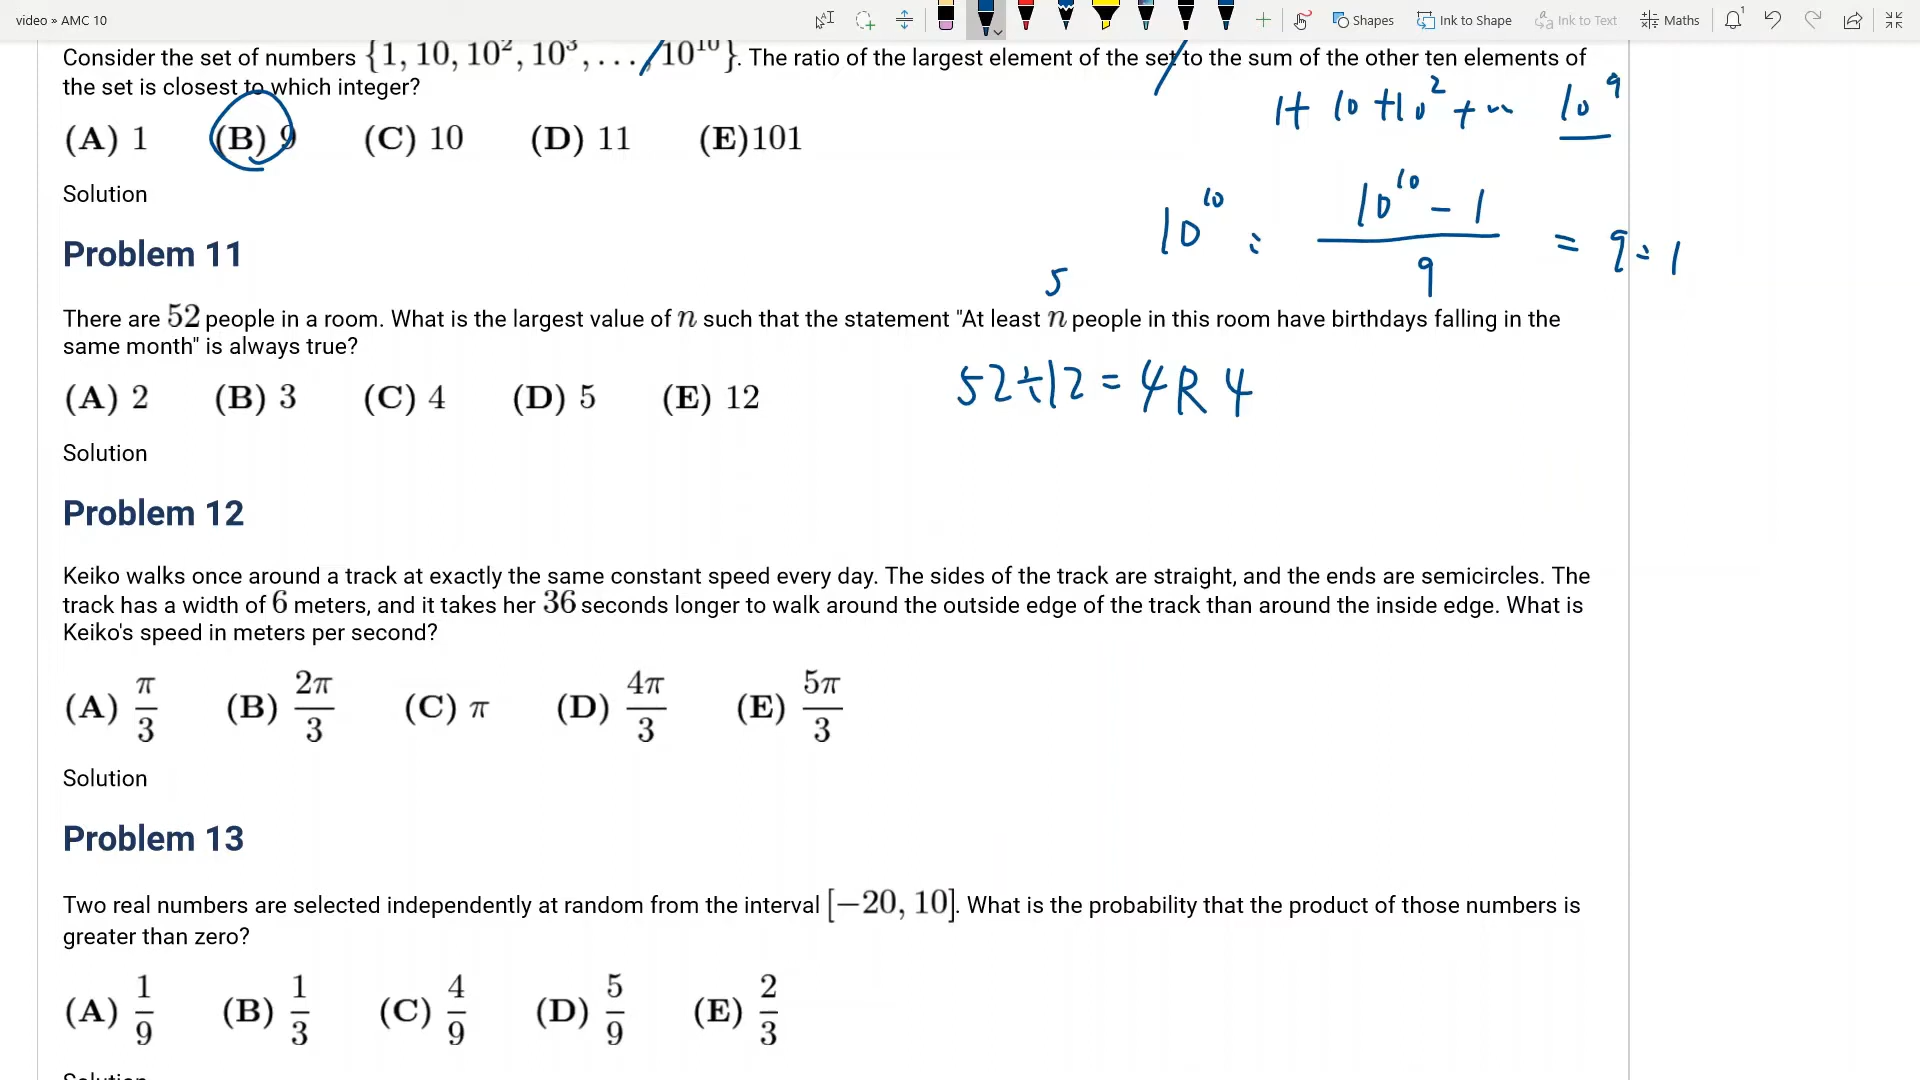 video » AMC 10
Shapes
Ink to Shape
Ink to Text
Maths
1
Consider the set of numbers {1, 10, 10², 10³, . . . , 10¹⁰}. The ratio of the largest element of the set to the sum of the other ten elements of
the set is closest to which integer?
1+ 10 +10² + ~ 10⁹
(A) 1 (B) 9 (C) 10 (D) 11 (E)101
Solution
10¹⁰ : (10¹⁰ - 1)/9 = 9 : 1
Problem 11
5
There are 52 people in a room. What is the largest value of n such that the statement "At least n people in this room have birthdays falling in the
same month" is always true?
52÷12 = 4 R 4
(A) 2 (B) 3 (C) 4 (D) 5 (E) 12
Solution
Problem 12
Keiko walks once around a track at exactly the same constant speed every day. The sides of the track are straight, and the ends are semicircles. The
track has a width of 6 meters, and it takes her 36 seconds longer to walk around the outside edge of the track than around the inside edge. What is
Keiko's speed in meters per second?
(A) π/3 (B) 2π/3 (C) π (D) 4π/3 (E) 5π/3
Solution
Problem 13
Two real numbers are selected independently at random from the interval [−20, 10]. What is the probability that the product of those numbers is
greater than zero?
(A) 1/9 (B) 1/3 (C) 4/9 (D) 5/9 (E) 2/3
Solution